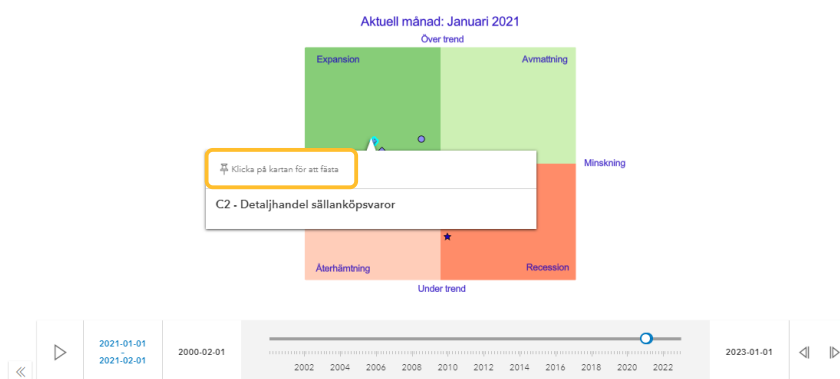 Aktuell månad: Januari 2021
Över trend
Expansion
Avmattning
Minskning
Klicka på kartan för att fästa
C2 - Detaljhandel sällanköpsvaror
Återhämtning
Recession
Under trend
2021-01-01
-
2021-02-01
2000-02-01
2002 2004 2006 2008 2010 2012 2014 2016 2018 2020 2022
2023-01-01